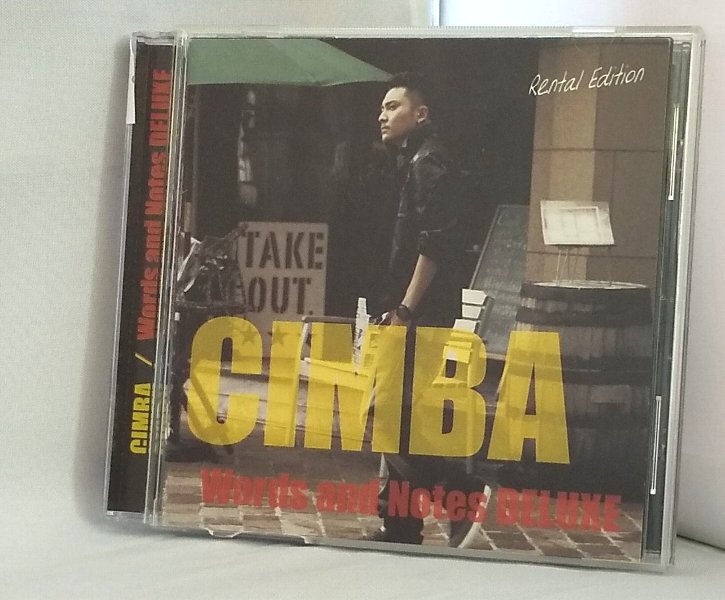 CIMBA / Words and Notes DELUXE
Rental Edition
TAKE
OUT.
CIMBA
Words and Notes DELUXE